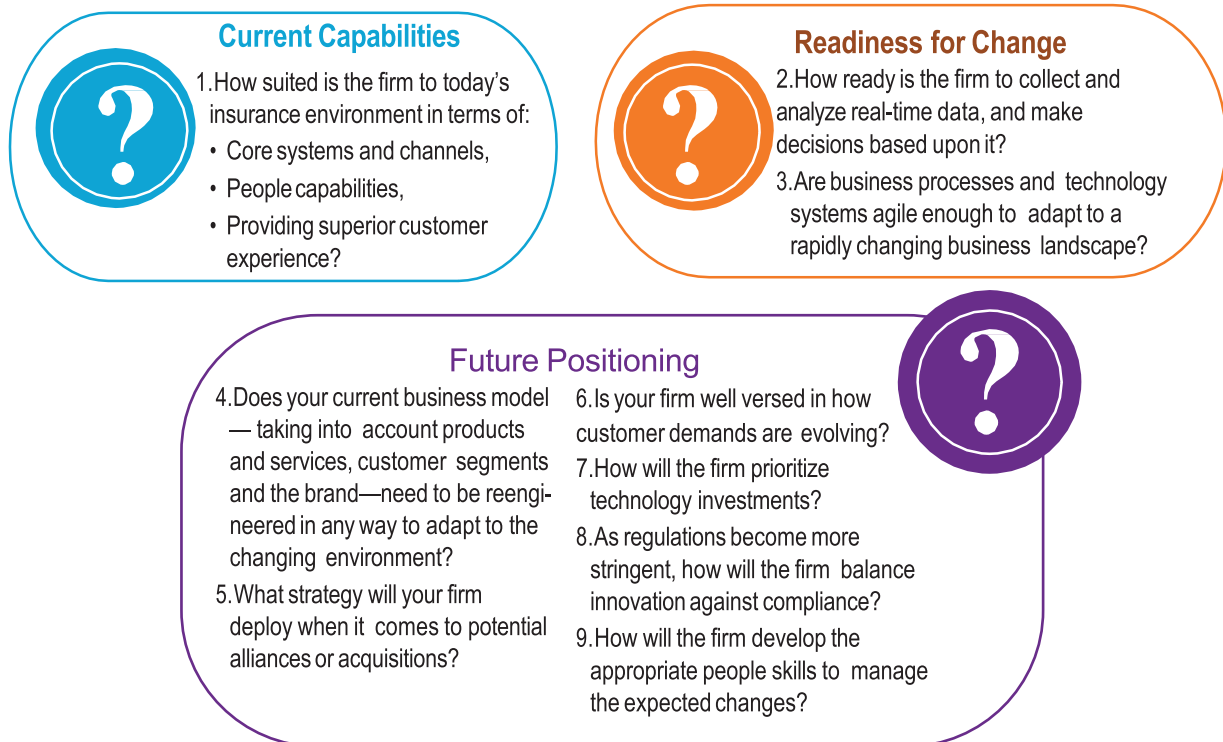 Current Capabilities
1.How suited is the firm to today’s
insurance environment in terms of:
• Core systems and channels,
• People capabilities,
• Providing superior customer
experience?
Readiness for Change
2.How ready is the firm to collect and
analyze real-time data, and make
decisions based upon it?
3.Are business processes and technology
systems agile enough to adapt to a
rapidly changing business landscape?
Future Positioning
4.Does your current business model
— taking into account products
and services, customer segments
and the brand—need to be reengi-
neered in any way to adapt to the
changing environment?
5.What strategy will your firm
deploy when it comes to potential
alliances or acquisitions?
6.Is your firm well versed in how
customer demands are evolving?
7.How will the firm prioritize
technology investments?
8.As regulations become more
stringent, how will the firm balance
innovation against compliance?
9.How will the firm develop the
appropriate people skills to manage
the expected changes?
?
?
?